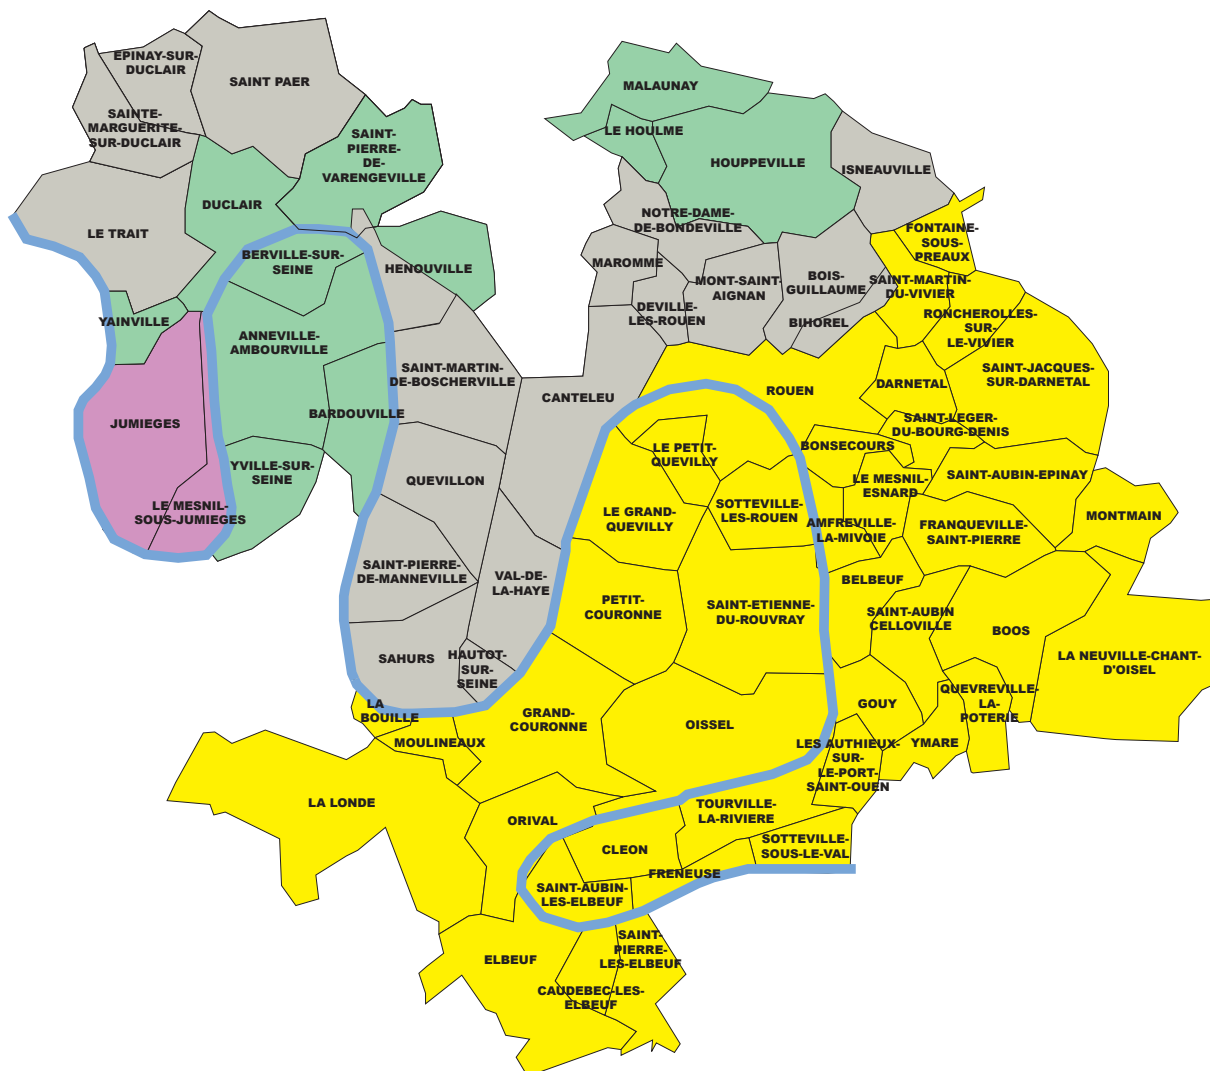 EPINAY-SUR-
DUCLAIR
SAINT PAER
SAINTE-
MARGUERITE-
SUR-DUCLAIR
SAINT-
PIERRE-
DE-
VARENGEVILLE
DUCLAIR
LE TRAIT
BERVILLE-SUR-
SEINE
HENOUVILLE
YAINVILLE
ANNEVILLE-
AMBOURVILLE
SAINT-MARTIN-
DE-BOSCHERVILLE
BARDOUVILLE
JUMIEGES
YVILLE-SUR-
SEINE
LE MESNIL-
SOUS-JUMIEGES
QUEVILLON
CANTELEU
SAINT-PIERRE-
DE-MANNEVILLE
VAL-DE-
LA-HAYE
SAHURS
HAUTOT-
SUR-
SEINE
MALAUNAY
LE HOULME
HOUPPEVILLE
ISNEAUVILLE
NOTRE-DAME-
DE-BONDEVILLE
MAROMME
MONT-SAINT-
AIGNAN
BOIS-
GUILLAUME
DEVILLE-
LES-ROUEN
BIHOREL
FONTAINE-
SOUS-
PREAUX
SAINT-MARTIN-
DU-VIVIER
RONCHEROLLES-
SUR-
LE-VIVIER
SAINT-JACQUES-
SUR-DARNETAL
ROUEN
DARNETAL
SAINT-LEGER-
DU-BOURG-DENIS
BONSECOURS
LE PETIT-
QUEVILLY
LE MESNIL-
ESNARD
SAINT-AUBIN-EPINAY
LE GRAND-
QUEVILLY
SOTTEVILLE-
LES-ROUEN
AMFREVILLE-
LA-MIVOIE
FRANQUEVILLE-
SAINT-PIERRE
MONTMAIN
BELBEUF
PETIT-
COURONNE
SAINT-ETIENNE-
DU-ROUVRAY
SAINT-AUBIN
CELLOVILLE
BOOS
LA NEUVILLE-CHANT-
D'OISEL
LA
BOUILLE
MOULINEAUX
GRAND-
COURONNE
OISSEL
GOUY
QUEVREVILLE-
LA-
POTERIE
YMARE
LES AUTHIEUX-
SUR-
LE-PORT-
SAINT-OUEN
LA LONDE
ORIVAL
TOURVILLE-
LA-RIVIERE
CLEON
SOTTEVILLE-
SOUS-LE-VAL
FRENEUSE
SAINT-AUBIN-
LES-ELBEUF
ELBEUF
SAINT-
PIERRE-
LES-ELBEUF
CAUDEBEC-LES-
ELBEUF